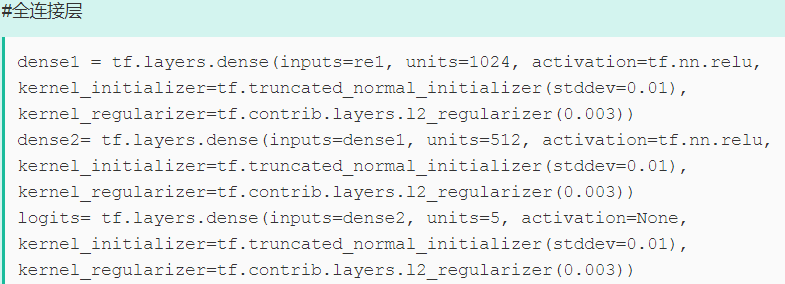 #全连接层
dense1 = tf.layers.dense(inputs=re1, units=1024, activation=tf.nn.relu,
kernel_initializer=tf.truncated_normal_initializer(stddev=0.01),
kernel_regularizer=tf.contrib.layers.l2_regularizer(0.003))
dense2= tf.layers.dense(inputs=dense1, units=512, activation=tf.nn.relu,
kernel_initializer=tf.truncated_normal_initializer(stddev=0.01),
kernel_regularizer=tf.contrib.layers.l2_regularizer(0.003))
logits= tf.layers.dense(inputs=dense2, units=5, activation=None,
kernel_initializer=tf.truncated_normal_initializer(stddev=0.01),
kernel_regularizer=tf.contrib.layers.l2_regularizer(0.003))